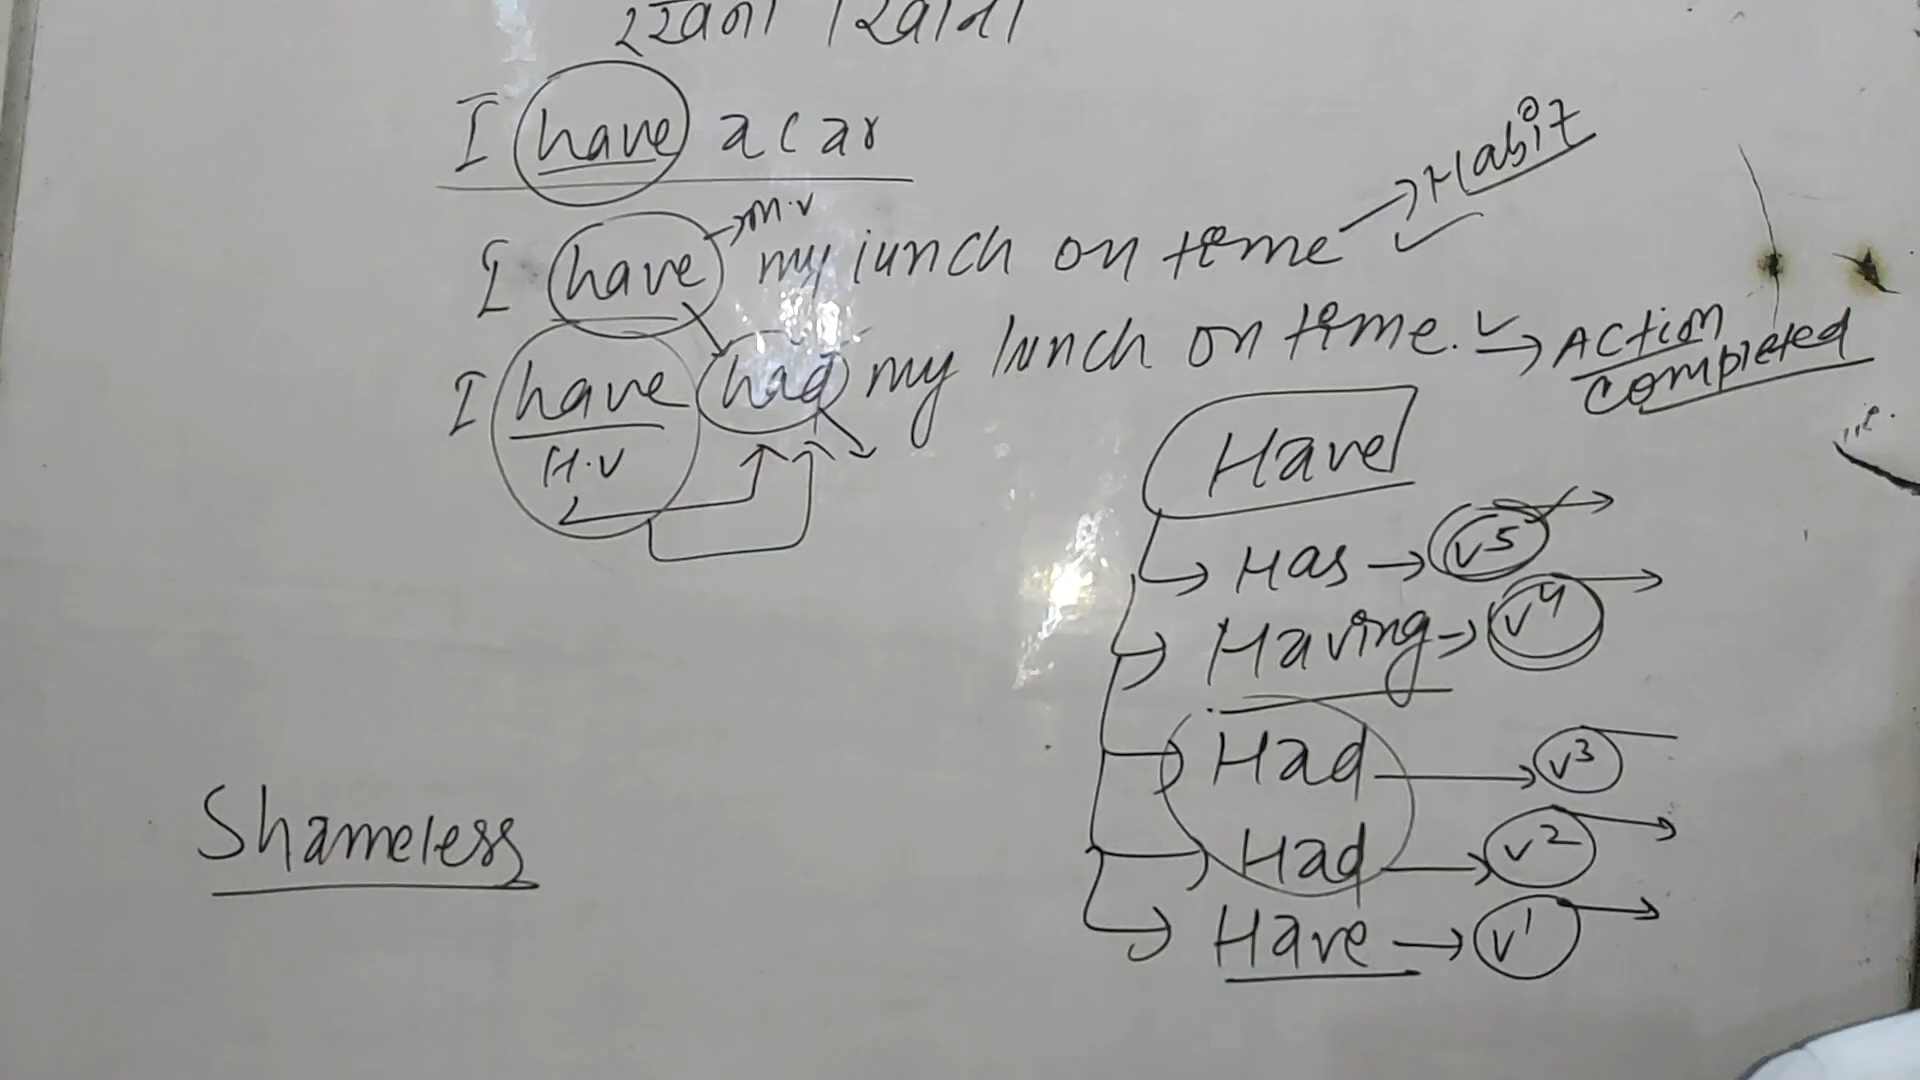 I have a car
→ Habit
→ M.V
I have my lunch on time
I have had my lunch on time. → Action completed
H.V
Have
→ Has → V5
→ Having → V4
→ Had → V3
→ Had → V2
→ Have → V1
Shameless